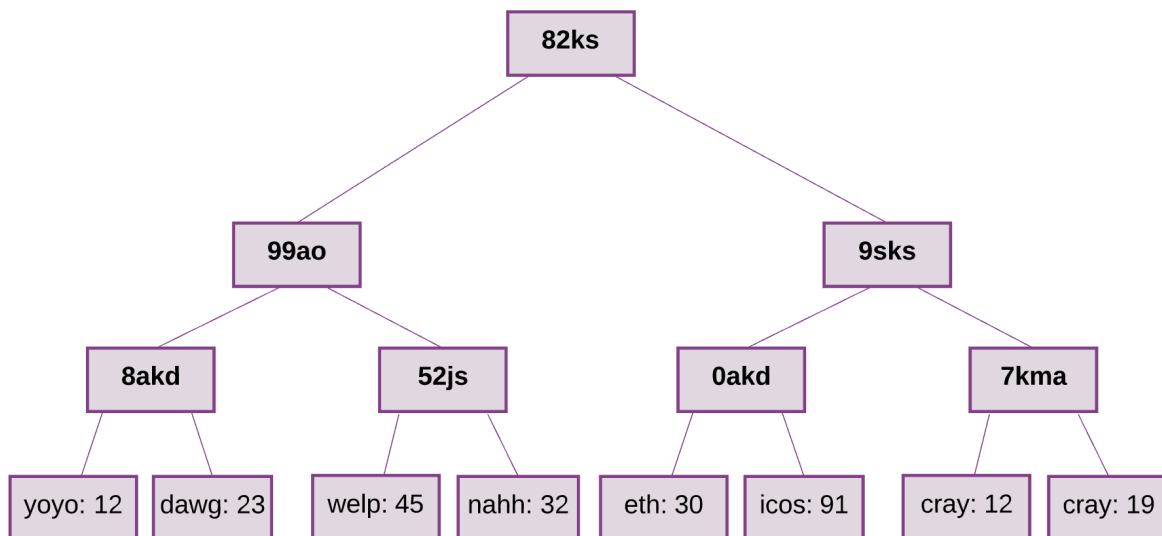 82ks
99ao
9sks
8akd
52js
0akd
7kma
yoyo: 12
dawg: 23
welp: 45
nahh: 32
eth: 30
icos: 91
cray: 12
cray: 19